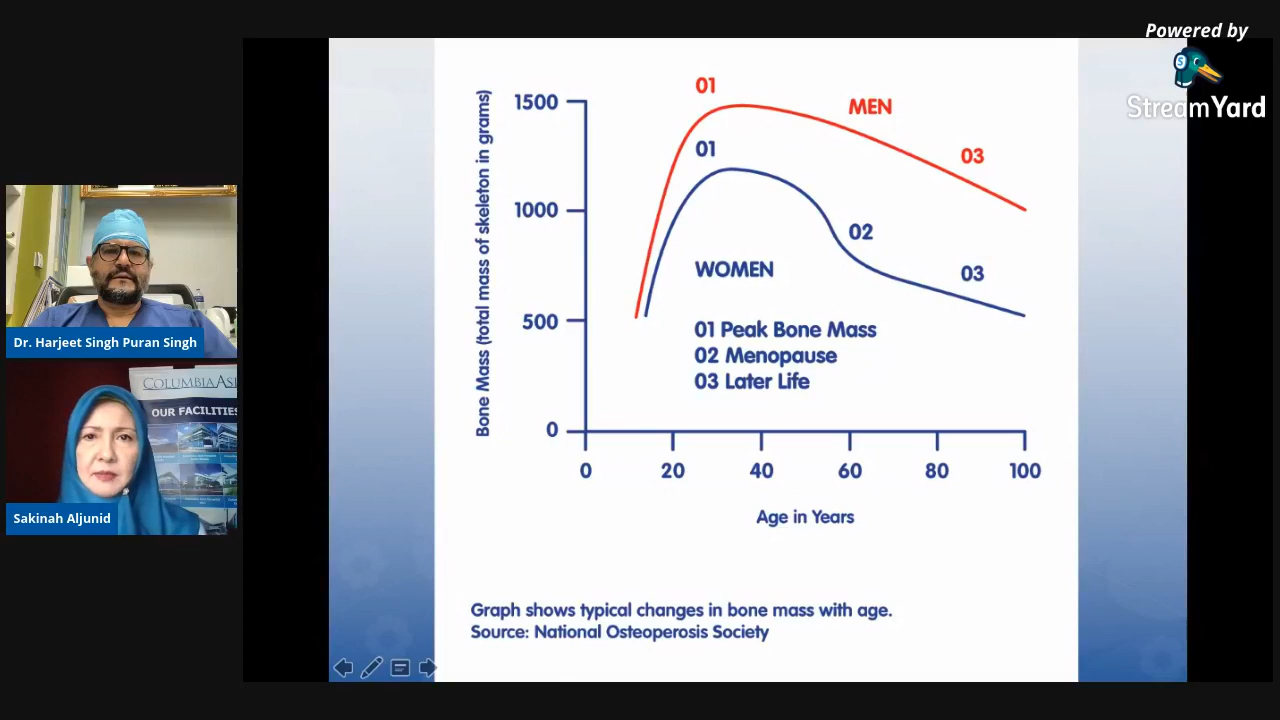 Powered by
StreamYard
Dr. Harjeet Singh Puran Singh
COLUMBIA ASI
OUR FACILITIES
Sakinah Aljunid
Bone Mass (total mass of skeleton in grams)
1500
1000
500
0
0 20 40 60 80 100
Age in Years
01
MEN
03
01
02
WOMEN
03
01 Peak Bone Mass
02 Menopause
03 Later Life
Graph shows typical changes in bone mass with age.
Source: National Osteoperosis Society